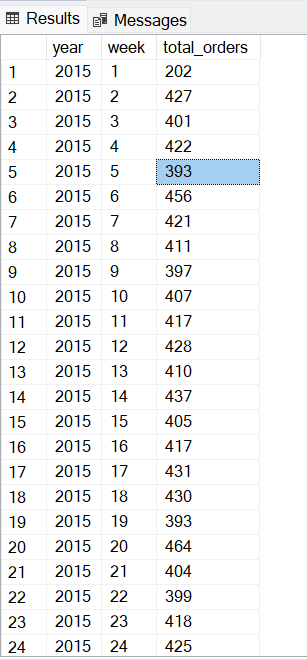 Results Messages
year week total_orders
1 2015 1 202
2 2015 2 427
3 2015 3 401
4 2015 4 422
5 2015 5 393
6 2015 6 456
7 2015 7 421
8 2015 8 411
9 2015 9 397
10 2015 10 407
11 2015 11 417
12 2015 12 428
13 2015 13 410
14 2015 14 437
15 2015 15 405
16 2015 16 417
17 2015 17 431
18 2015 18 430
19 2015 19 393
20 2015 20 464
21 2015 21 404
22 2015 22 399
23 2015 23 418
24 2015 24 425